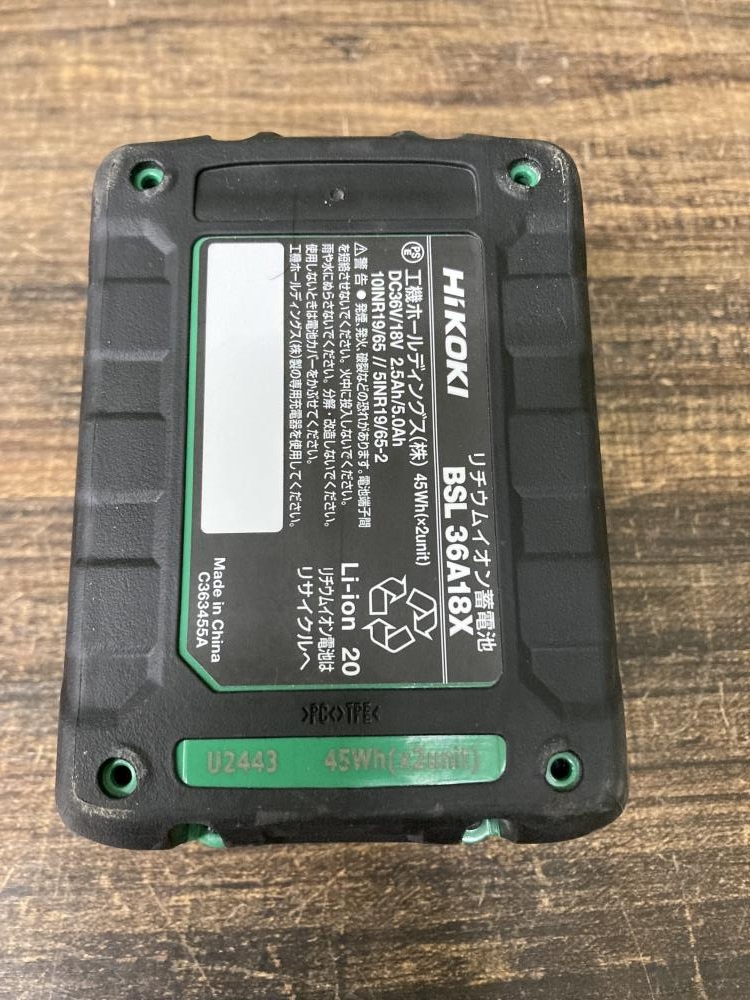 HiKOKI
リチウムイオン蓄電池
BSL 36A18X
PS
E
工機ホールディングス(株) 45Wh(×2unit)
DC36V/18V 2.5Ah/5.0Ah
10INR19/65 // 5INR19/65-2
⚠警告 ● 発煙、発火、破裂などの恐れがあります。電池端子間
を短絡させないでください。火中に投入しないでください。
雨や水にぬらさないでください。分解・改造しないでください。
使用しないときは電池カバーをかぶせてください。
工機ホールディングス(株)製の専用充電器を使用してください。
Li-ion 20
リチウムイオン電池は
リサイクルへ
Made in China
C363455A
>PC<>TPE<
U2443 45Wh(x2unit)